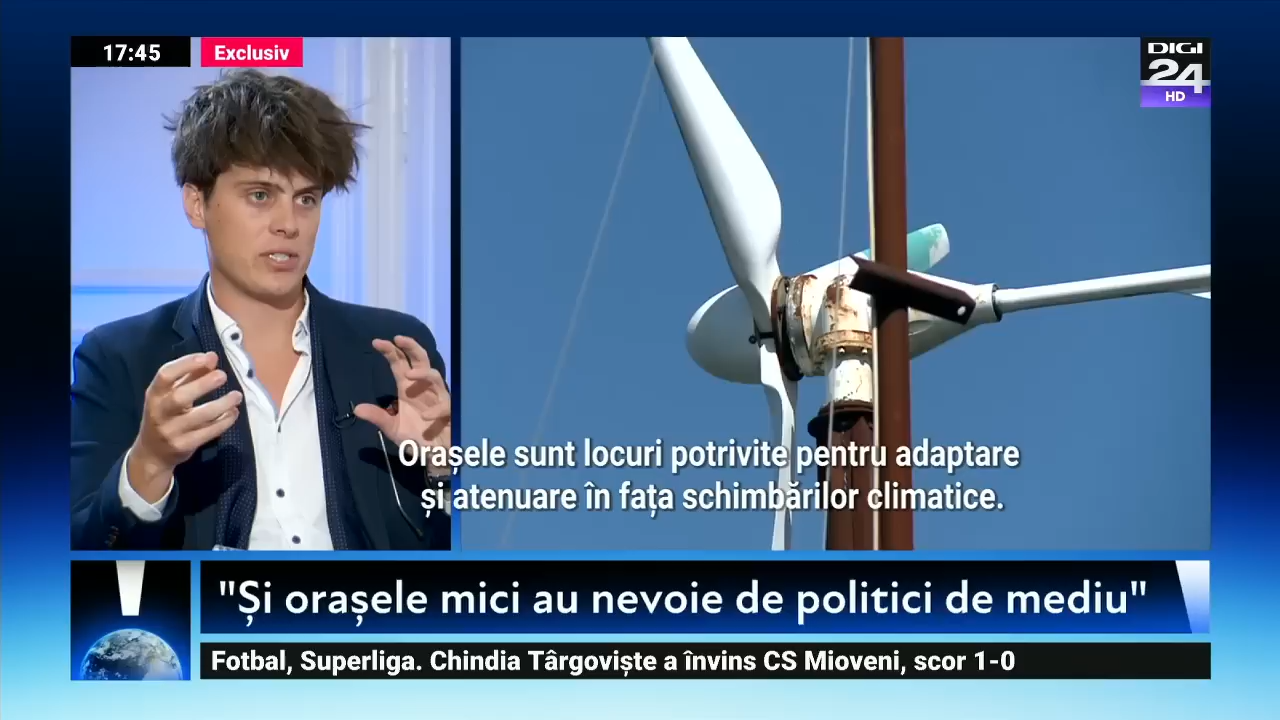 17:45
Exclusiv
DIGI
24
HD
Orașele sunt locuri potrivite pentru adaptare
și atenuare în fața schimbărilor climatice.
"Și orașele mici au nevoie de politici de mediu"
Fotbal, Superliga. Chindia Târgoviște a învins CS Mioveni, scor 1-0